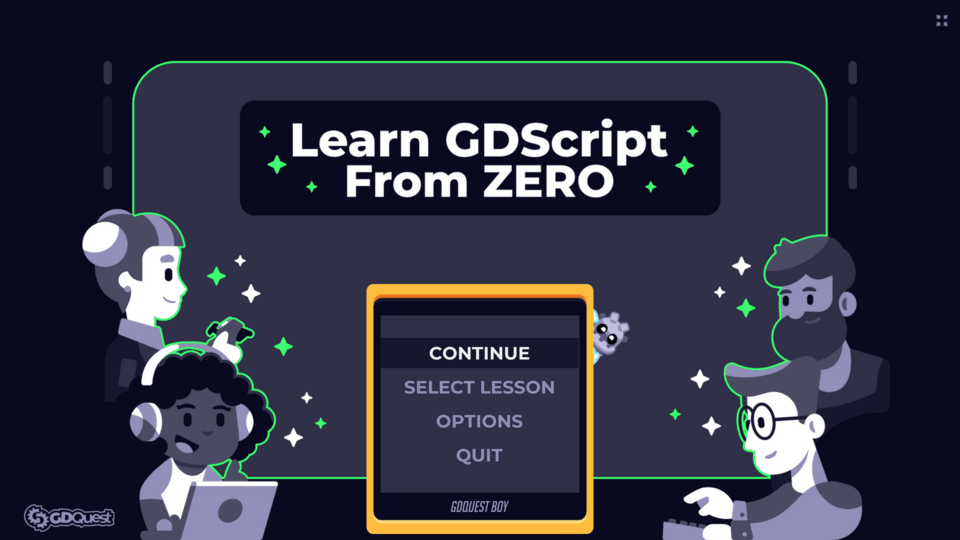 Learn GDScript
From ZERO
CONTINUE
SELECT LESSON
OPTIONS
QUIT
GDQUEST BOY
GDQuest